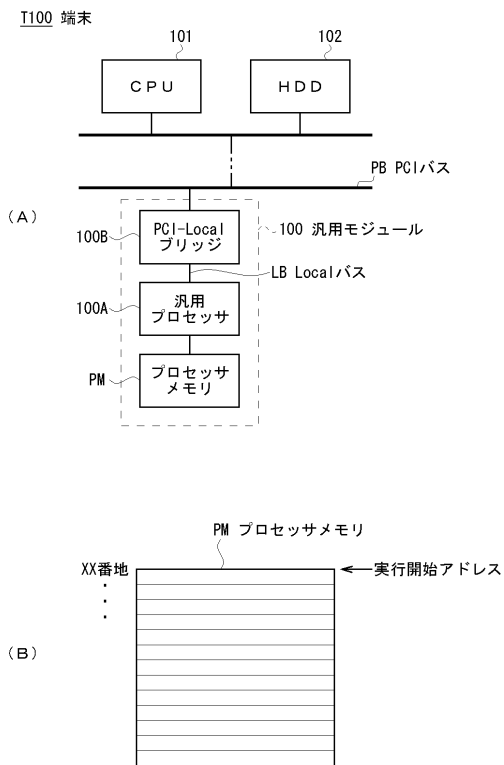 T100 端末
101
102
CPU
HDD
PB PCIバス
(A)
100B
PCI-Local
ブリッジ
100 汎用モジュール
LB Localバス
100A
汎用
プロセッサ
PM
プロセッサ
メモリ
PM プロセッサメモリ
XX番地
実行開始アドレス
(B)